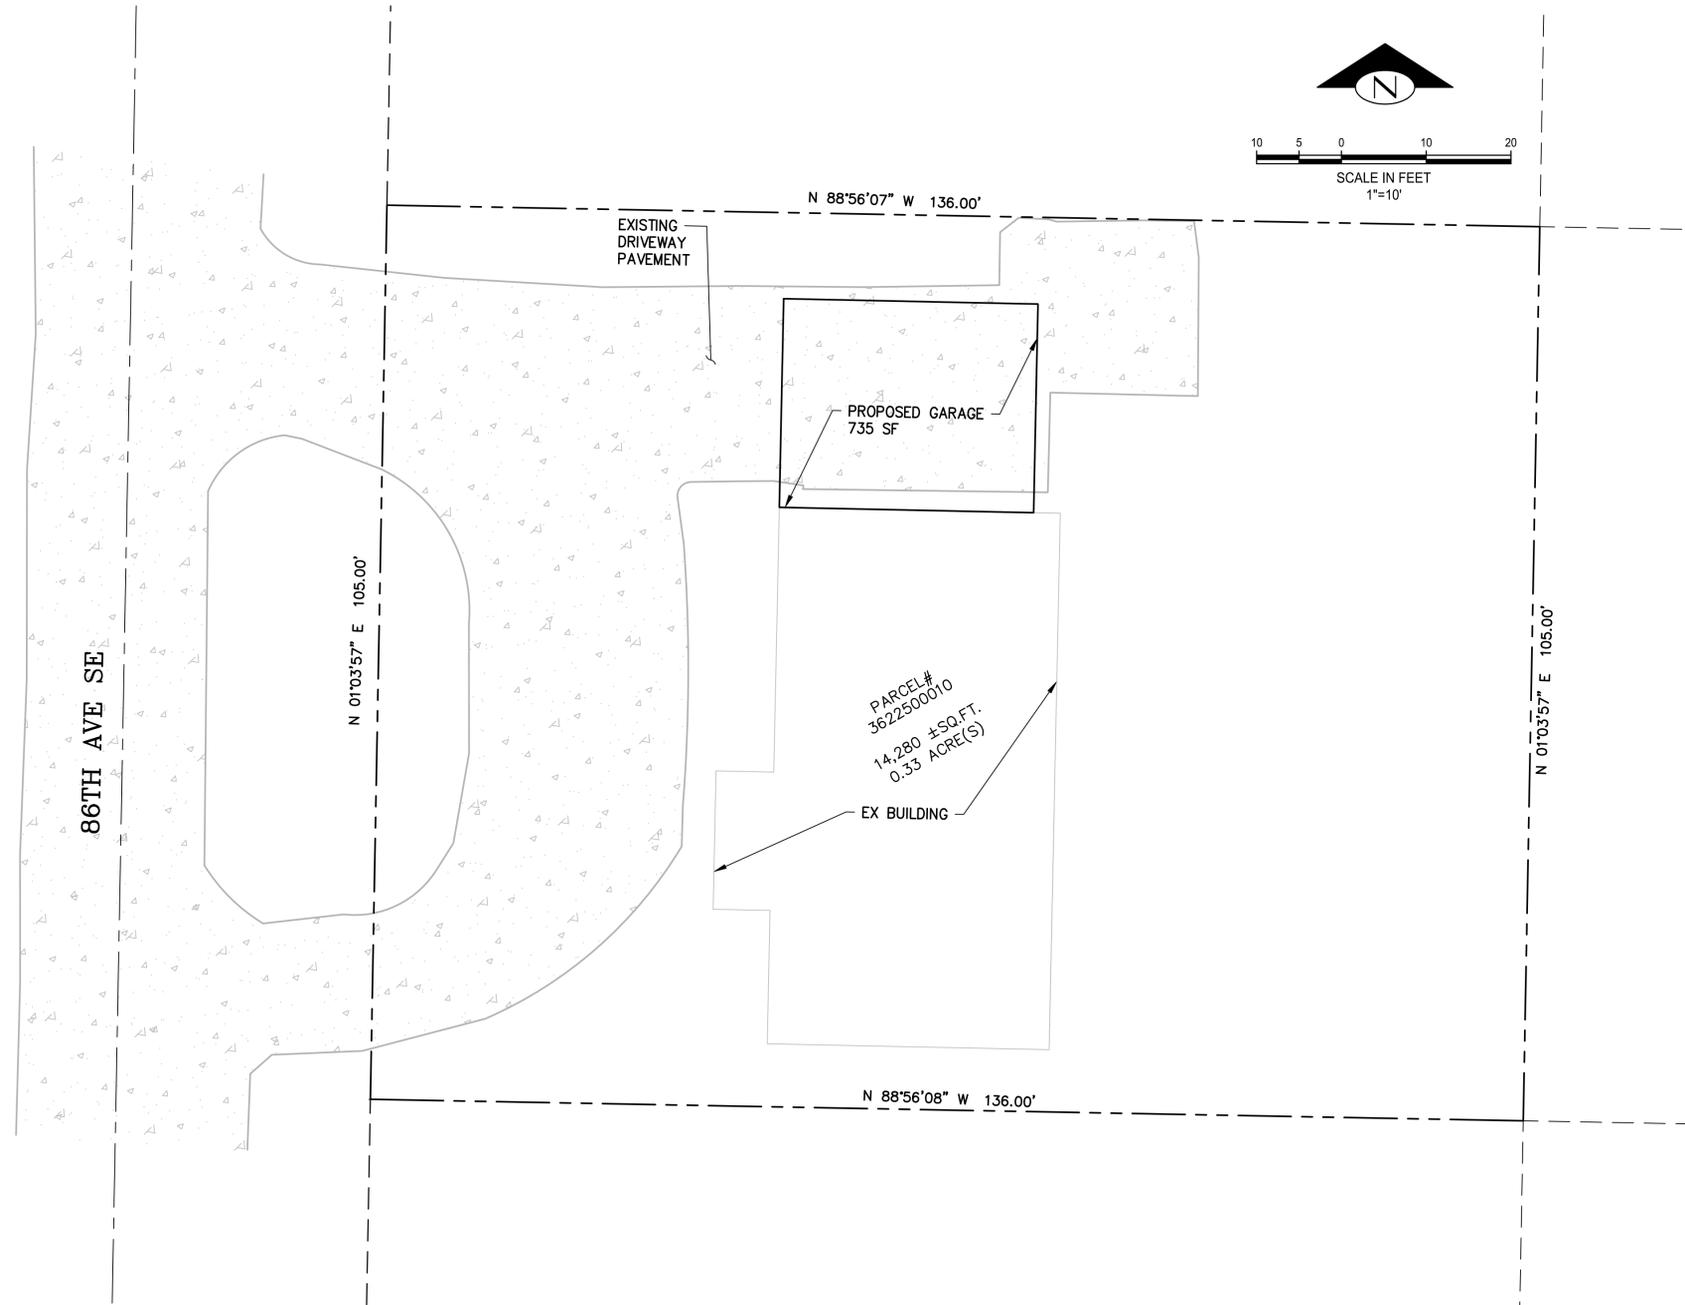 N
10 5 0 10 20
SCALE IN FEET
1"=10'
N 88°56'07" W 136.00'
EXISTING
DRIVEWAY
PAVEMENT
PROPOSED GARAGE
735 SF
N 01°03'57" E 105.00'
86TH AVE SE
PARCEL#
3622500010
14,280 ±SQ.FT.
0.33 ACRE(S)
EX BUILDING
N 01°03'57" E 105.00'
N 88°56'08" W 136.00'